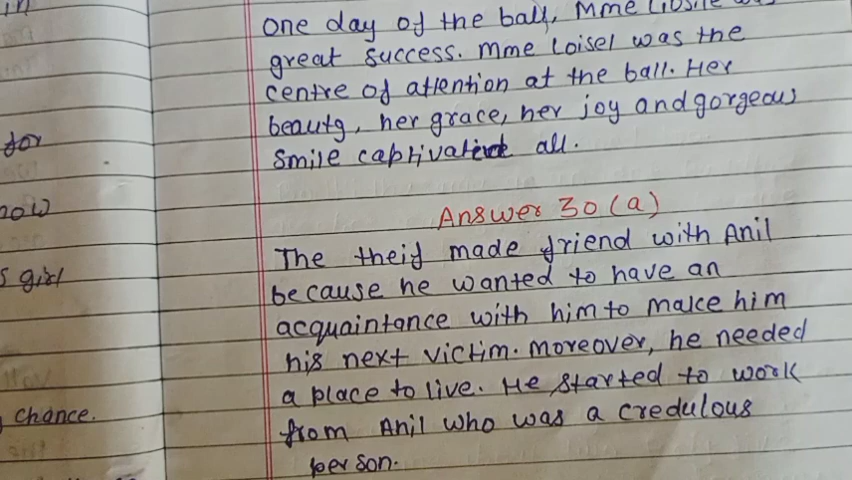 in
one day of the ball, Mme
great success. Mme Loisel was the
centre of attention at the ball. Her
beauty, her grace, her joy and gorgeous
smile captivated all.
for
now
s girl
chance.
Answer 30 (a)
The theif made friend with Anil
because he wanted to have an
acquaintance with him to make him
his next victim. Moreover, he needed
a place to live. He started to work
from Anil who was a credulous
person.